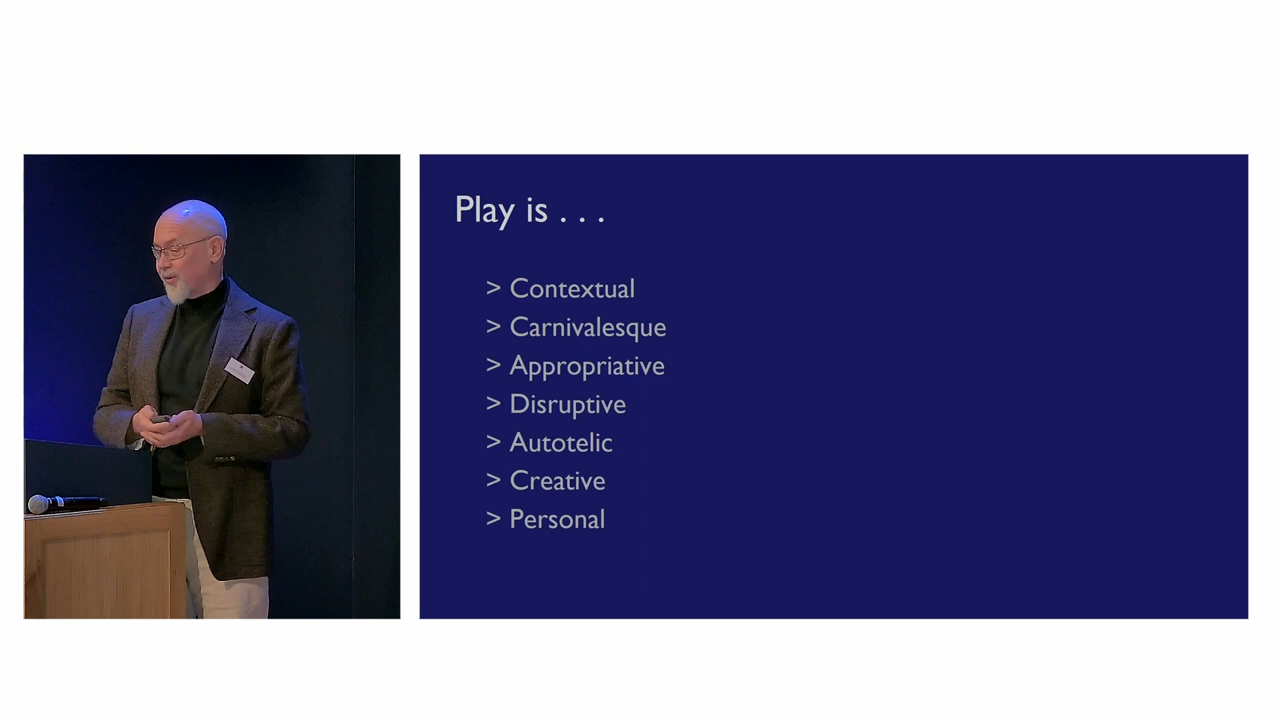 Play is . . .
> Contextual
> Carnivalesque
> Appropriative
> Disruptive
> Autotelic
> Creative
> Personal